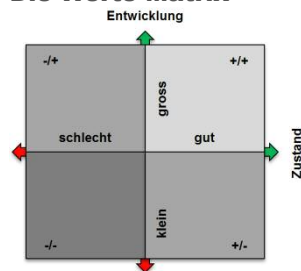 Die Werte-Matrix
Entwicklung
-/+
+/+
gross
schlecht
gut
Zustand
klein
-/-
+/-